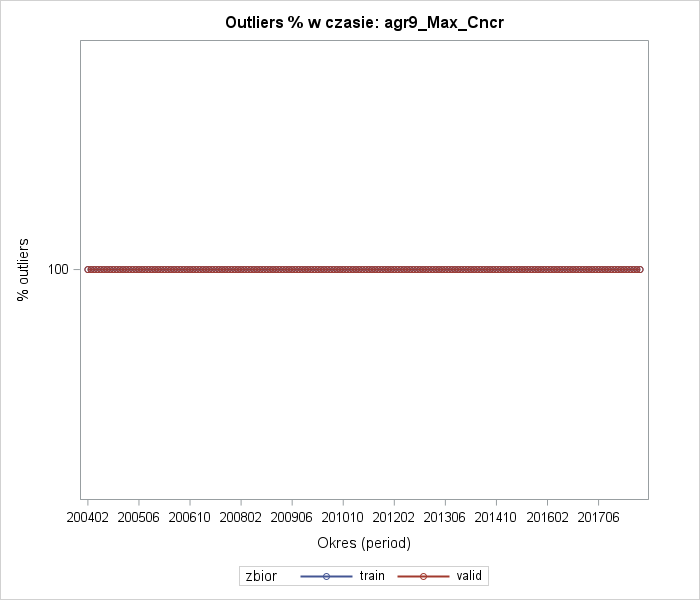 Outliers % w czasie: agr9_Max_Cncr
% outliers
100
200402 200506 200610 200802 200906 201010 201202 201306 201410 201602 201706
Okres (period)
zbior train valid